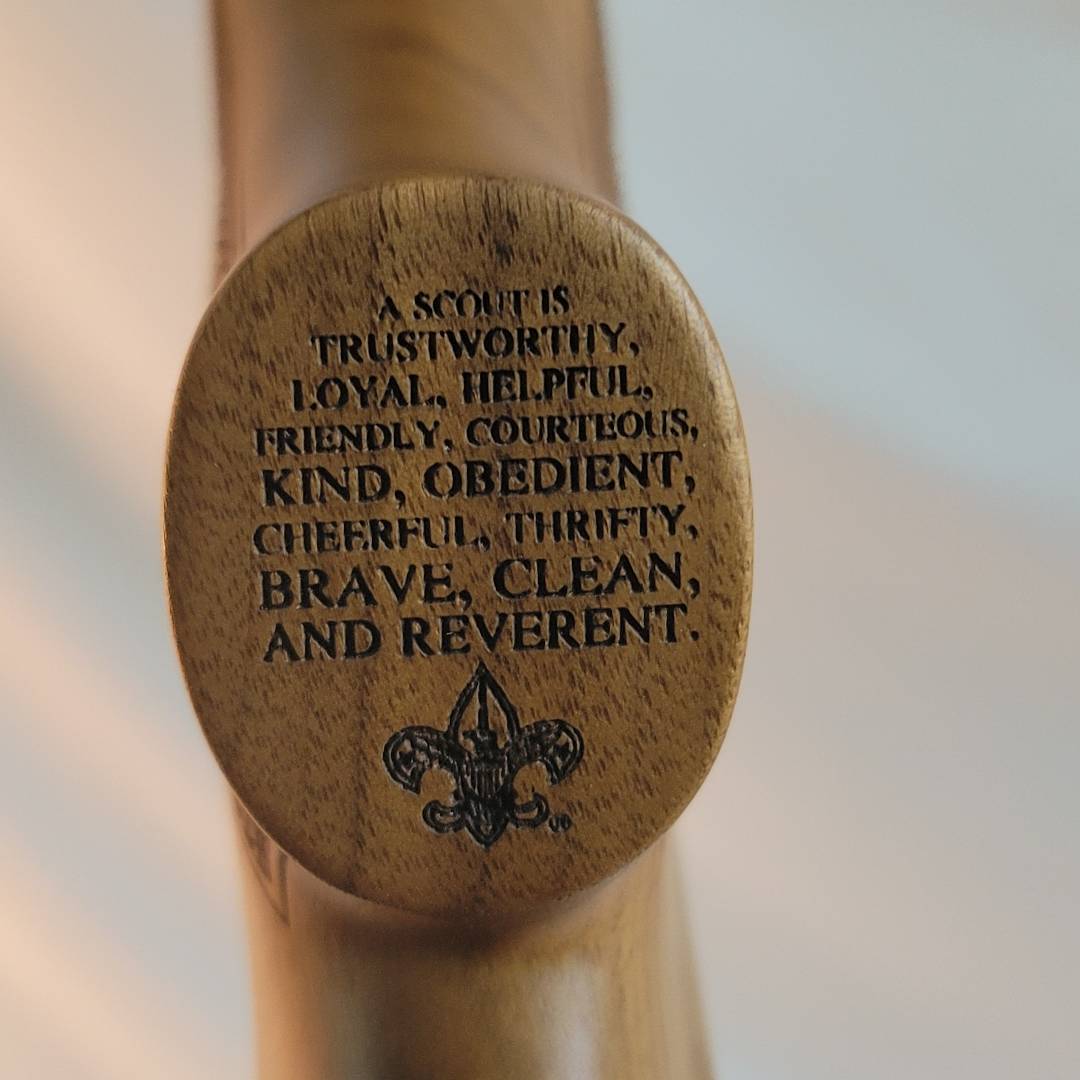 A SCOUT IS
TRUSTWORTHY,
LOYAL, HELPFUL,
FRIENDLY, COURTEOUS,
KIND, OBEDIENT,
CHEERFUL, THRIFTY,
BRAVE, CLEAN,
AND REVERENT.